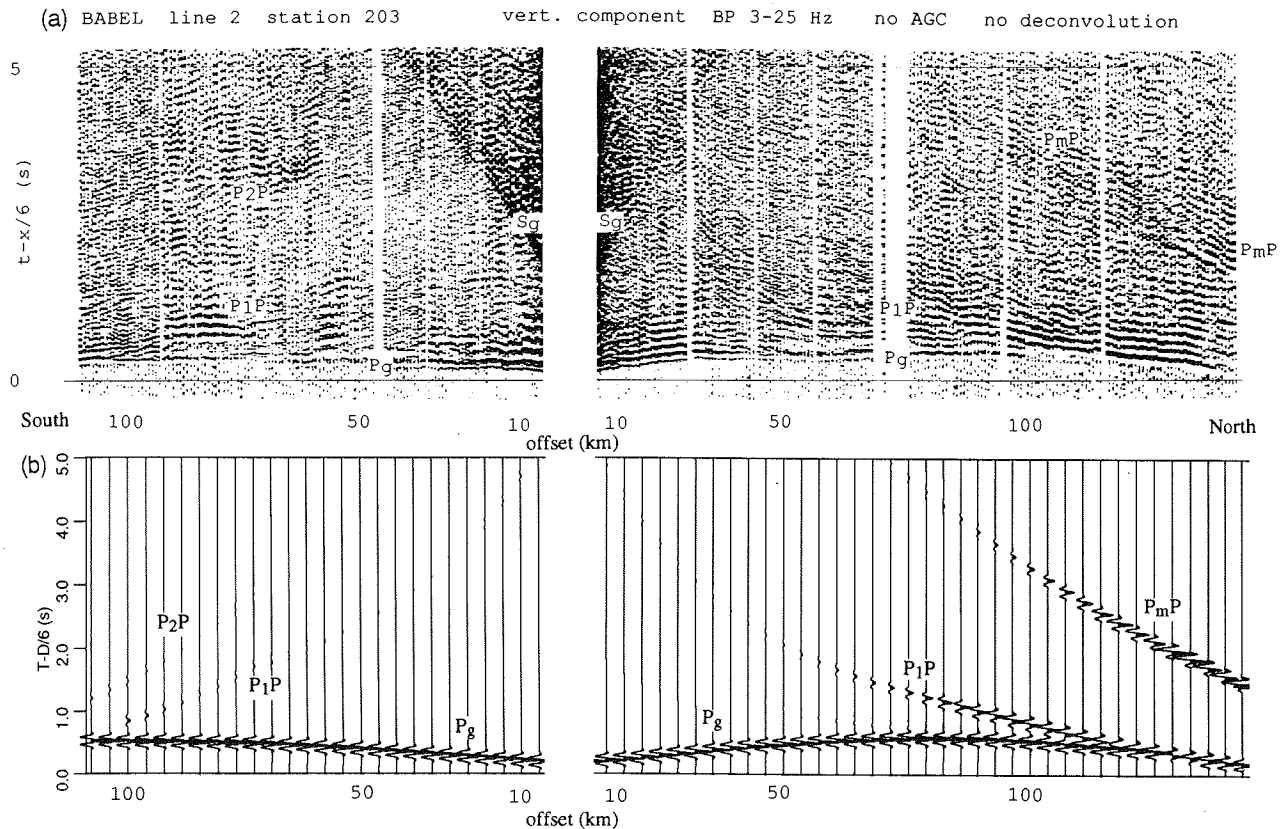 (a) BABEL line 2 station 203 vert. component BP 3-25 Hz no AGC no deconvolution
5
t-x/6 (s)
0
P2P
P1P
Pg
Sg
Sg
PmP
PmP
P1P
Pg
South 100 50 10 10 50 100 North
offset (km)
(b)
5.0
4.0
3.0
2.0
1.0
0.0
T-D/6 (s)
P2P
P1P
Pg
Pg
P1P
PmP
100 50 10 10 50 100
offset (km)